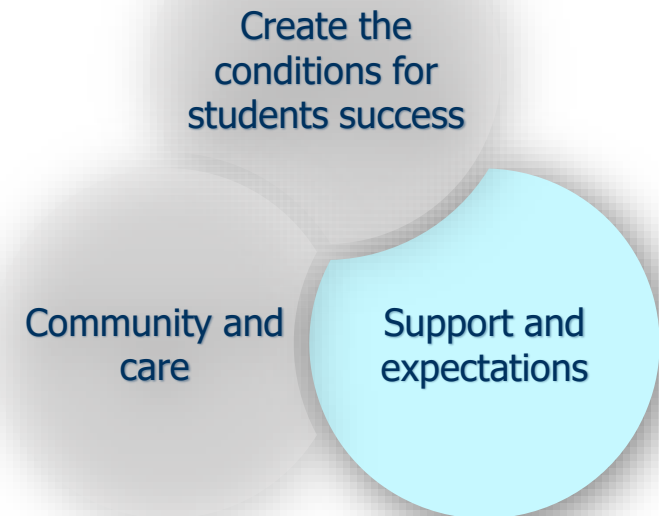 Create the
conditions for
students success
Community and
care
Support and
expectations